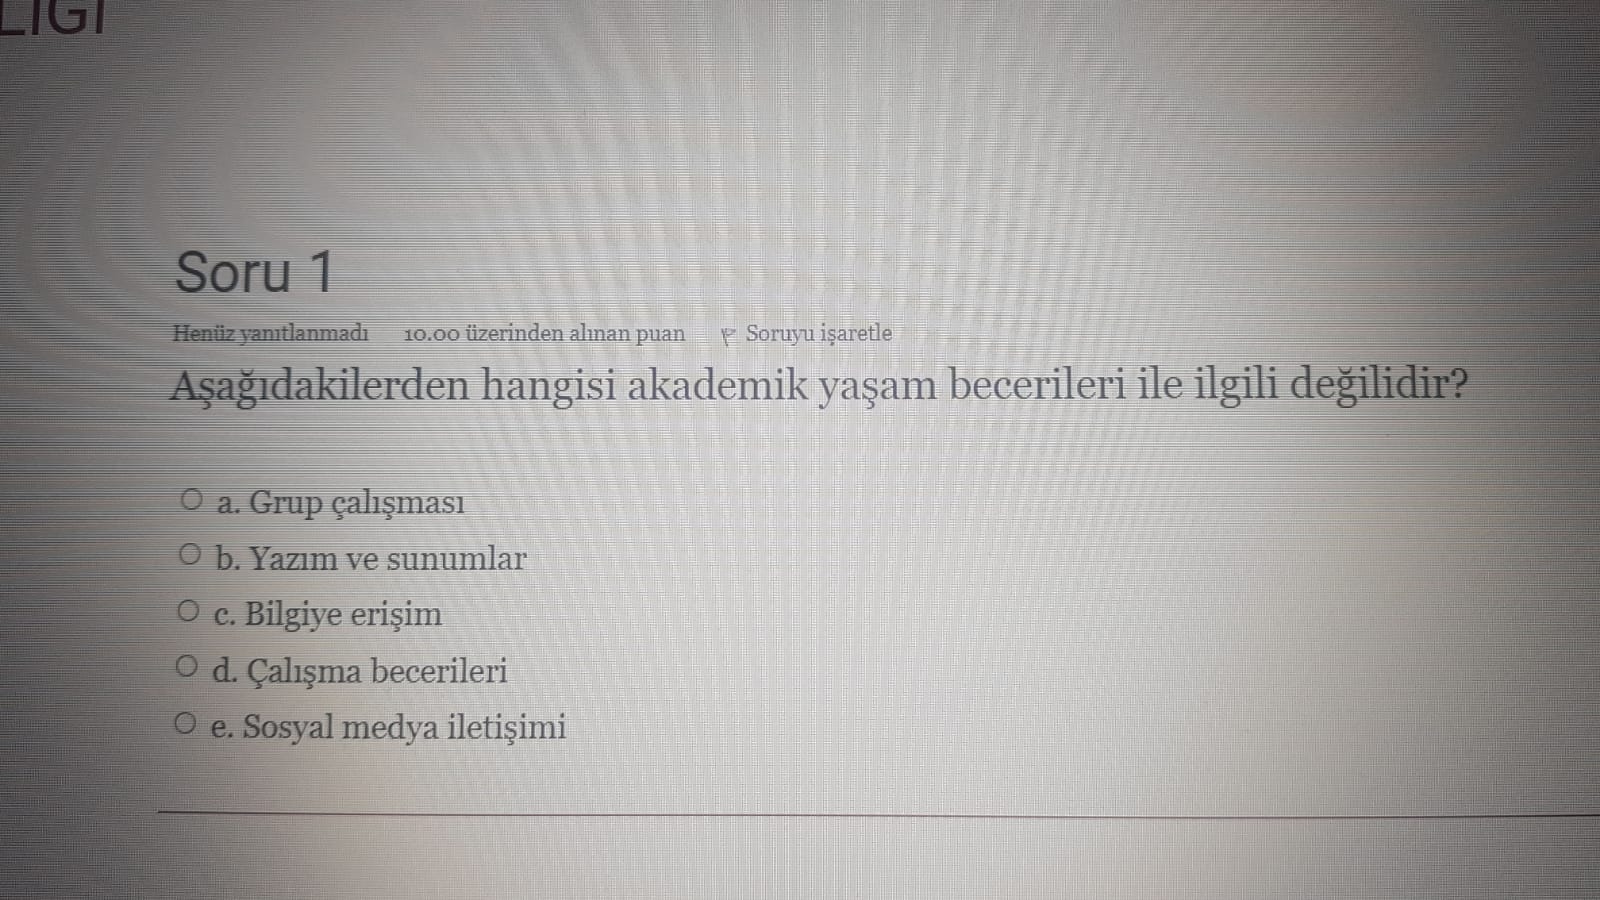 LIĞI
Soru 1
Henüz yanıtlanmadı 10.00 üzerinden alınan puan Soruyu işaretle
Aşağıdakilerden hangisi akademik yaşam becerileri ile ilgili değilidir?
a. Grup çalışması
b. Yazım ve sunumlar
c. Bilgiye erişim
d. Çalışma becerileri
e. Sosyal medya iletişimi